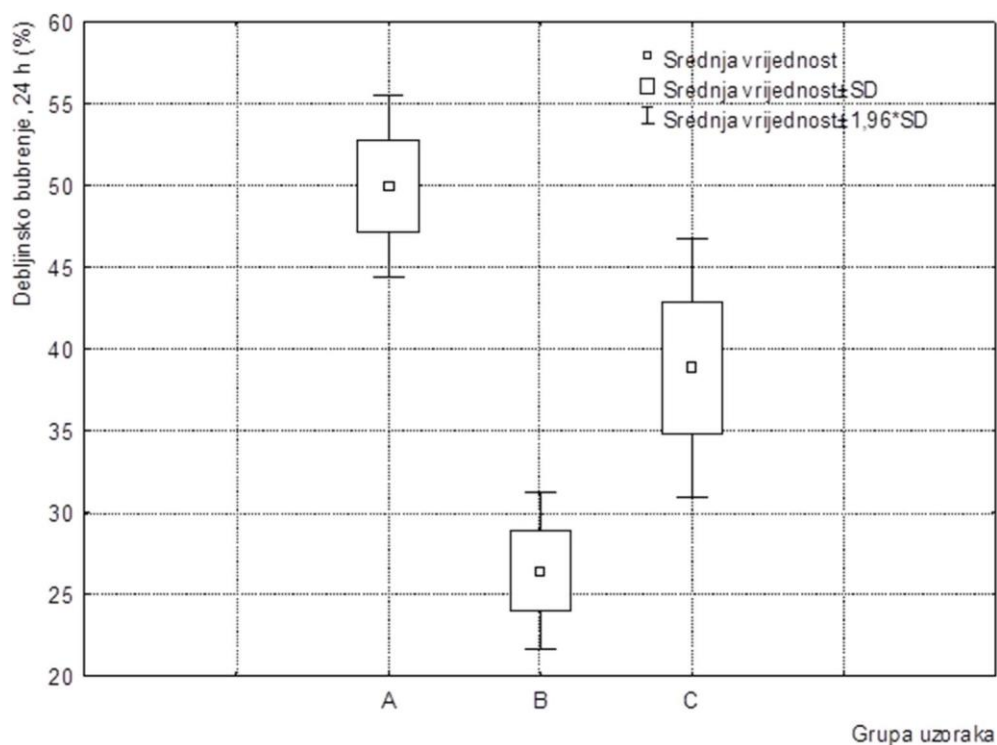 Debljinsko bubrenje, 24 h (%)
60
55
50
45
40
35
30
25
20
Srednja vrijednost
Srednja vrijednost±SD
Srednja vrijednost±1,96*SD
A B C
Grupa uzoraka